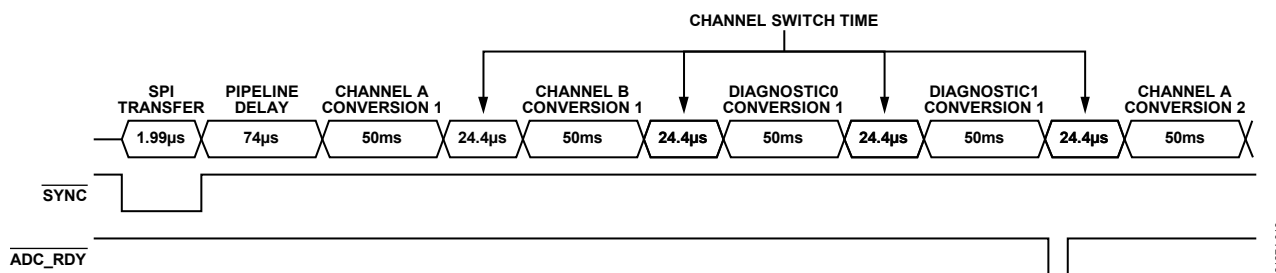 CHANNEL SWITCH TIME
SPI TRANSFER
PIPELINE DELAY
CHANNEL A CONVERSION 1
CHANNEL B CONVERSION 1
DIAGNOSTIC0 CONVERSION 1
DIAGNOSTIC1 CONVERSION 1
CHANNEL A CONVERSION 2
1.99µs 74µs 50ms 24.4µs 50ms 24.4µs 50ms 24.4µs 50ms 24.4µs 50ms
SYNC
ADC_RDY